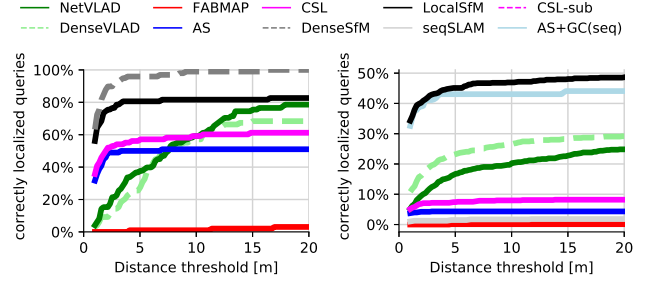 NetVLAD FABMAP CSL LocalSfM CSL-sub
DenseVLAD AS DenseSfM seqSLAM AS+GC(seq)
correctly localized queries
100%
80%
60%
40%
20%
0%
0 5 10 15 20
Distance threshold [m]
correctly localized queries
50%
40%
30%
20%
10%
0%
0 5 10 15 20
Distance threshold [m]